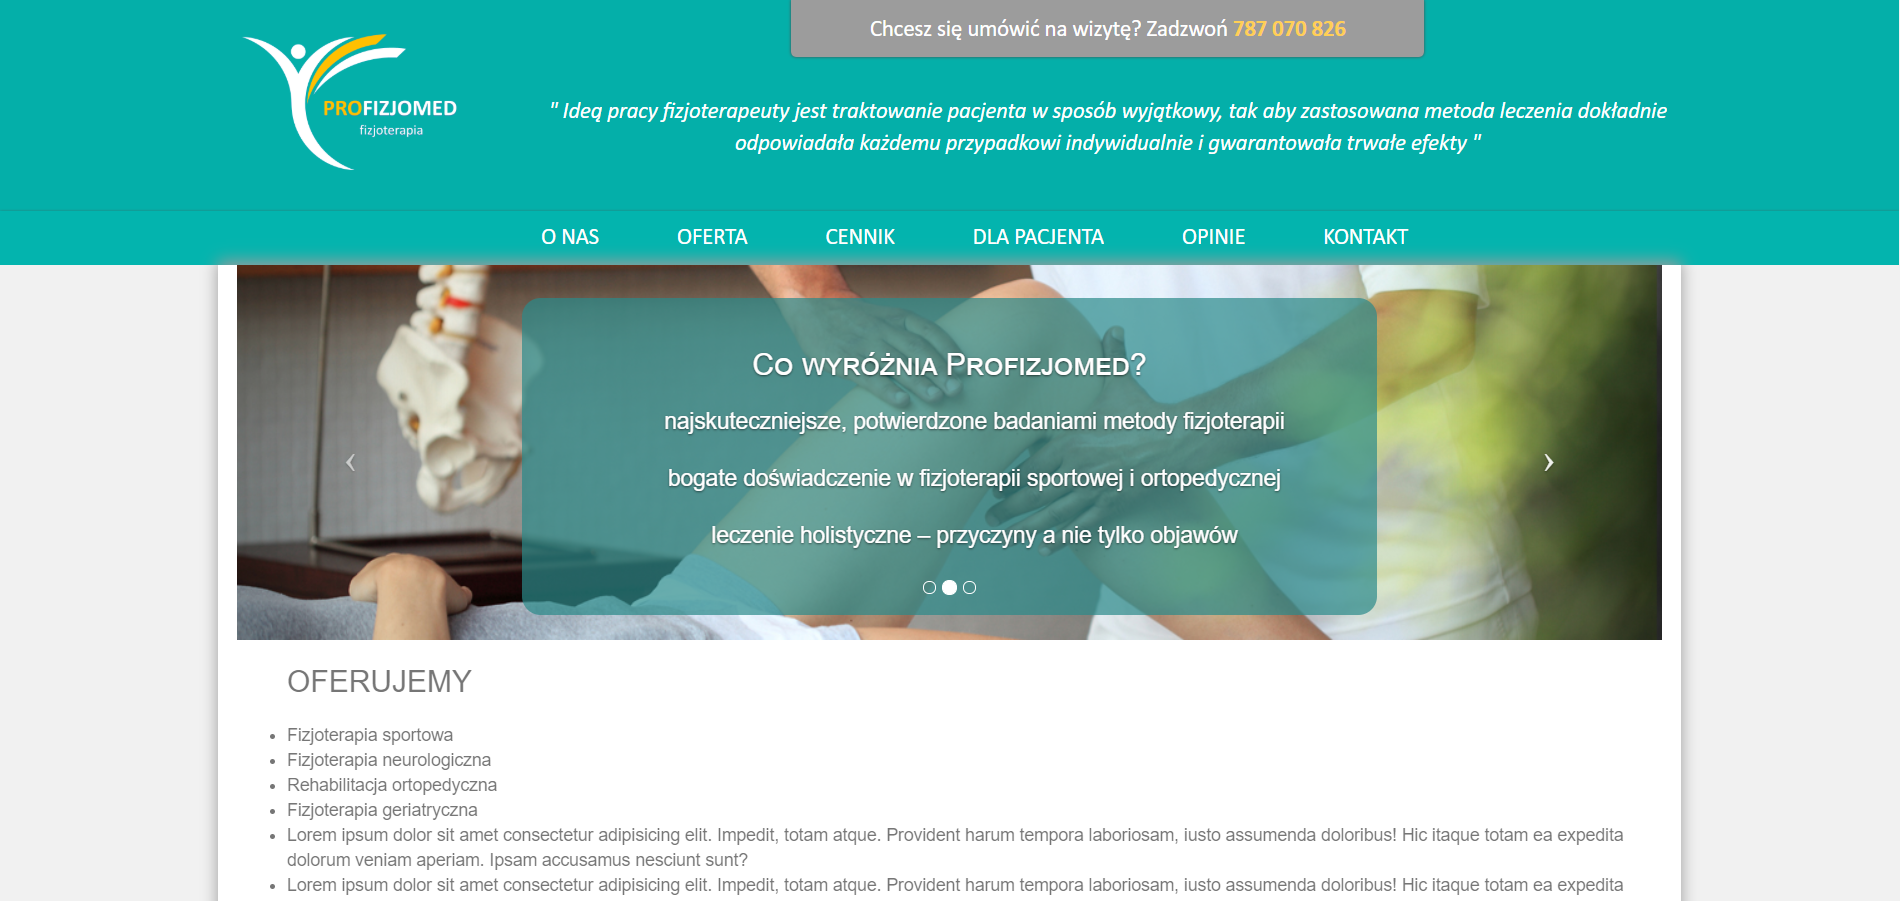 Chcesz się umówić na wizytę? Zadzwoń 787 070 826
PROFIZJOMED
fizjoterapia
" Ideą pracy fizjoterapeuty jest traktowanie pacjenta w sposób wyjątkowy, tak aby zastosowana metoda leczenia dokładnie
odpowiadała każdemu przypadkowi indywidualnie i gwarantowała trwałe efekty "
O NAS OFERTA CENNIK DLA PACJENTA OPINIE KONTAKT
Co wyróżnia Profizjomed?
najskuteczniejsze, potwierdzone badaniami metody fizjoterapii
bogate doświadczenie w fizjoterapii sportowej i ortopedycznej
leczenie holistyczne – przyczyny a nie tylko objawów
OFERUJEMY
Fizjoterapia sportowa
Fizjoterapia neurologiczna
Rehabilitacja ortopedyczna
Fizjoterapia geriatryczna
Lorem ipsum dolor sit amet consectetur adipisicing elit. Impedit, totam atque. Provident harum tempora laboriosam, iusto assumenda doloribus! Hic itaque totam ea expedita
dolorum veniam aperiam. Ipsam accusamus nesciunt sunt?
Lorem ipsum dolor sit amet consectetur adipisicing elit. Impedit, totam atque. Provident harum tempora laboriosam, iusto assumenda doloribus! Hic itaque totam ea expedita